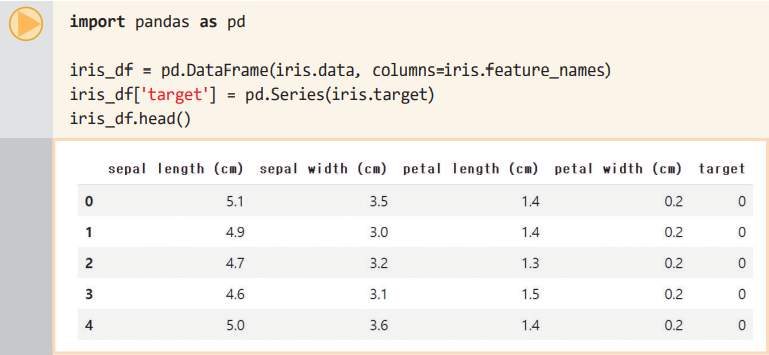 import pandas as pd
iris_df = pd.DataFrame(iris.data, columns=iris.feature_names)
iris_df['target'] = pd.Series(iris.target)
iris_df.head()
sepal length (cm) sepal width (cm) petal length (cm) petal width (cm) target
0 5.1 3.5 1.4 0.2 0
1 4.9 3.0 1.4 0.2 0
2 4.7 3.2 1.3 0.2 0
3 4.6 3.1 1.5 0.2 0
4 5.0 3.6 1.4 0.2 0